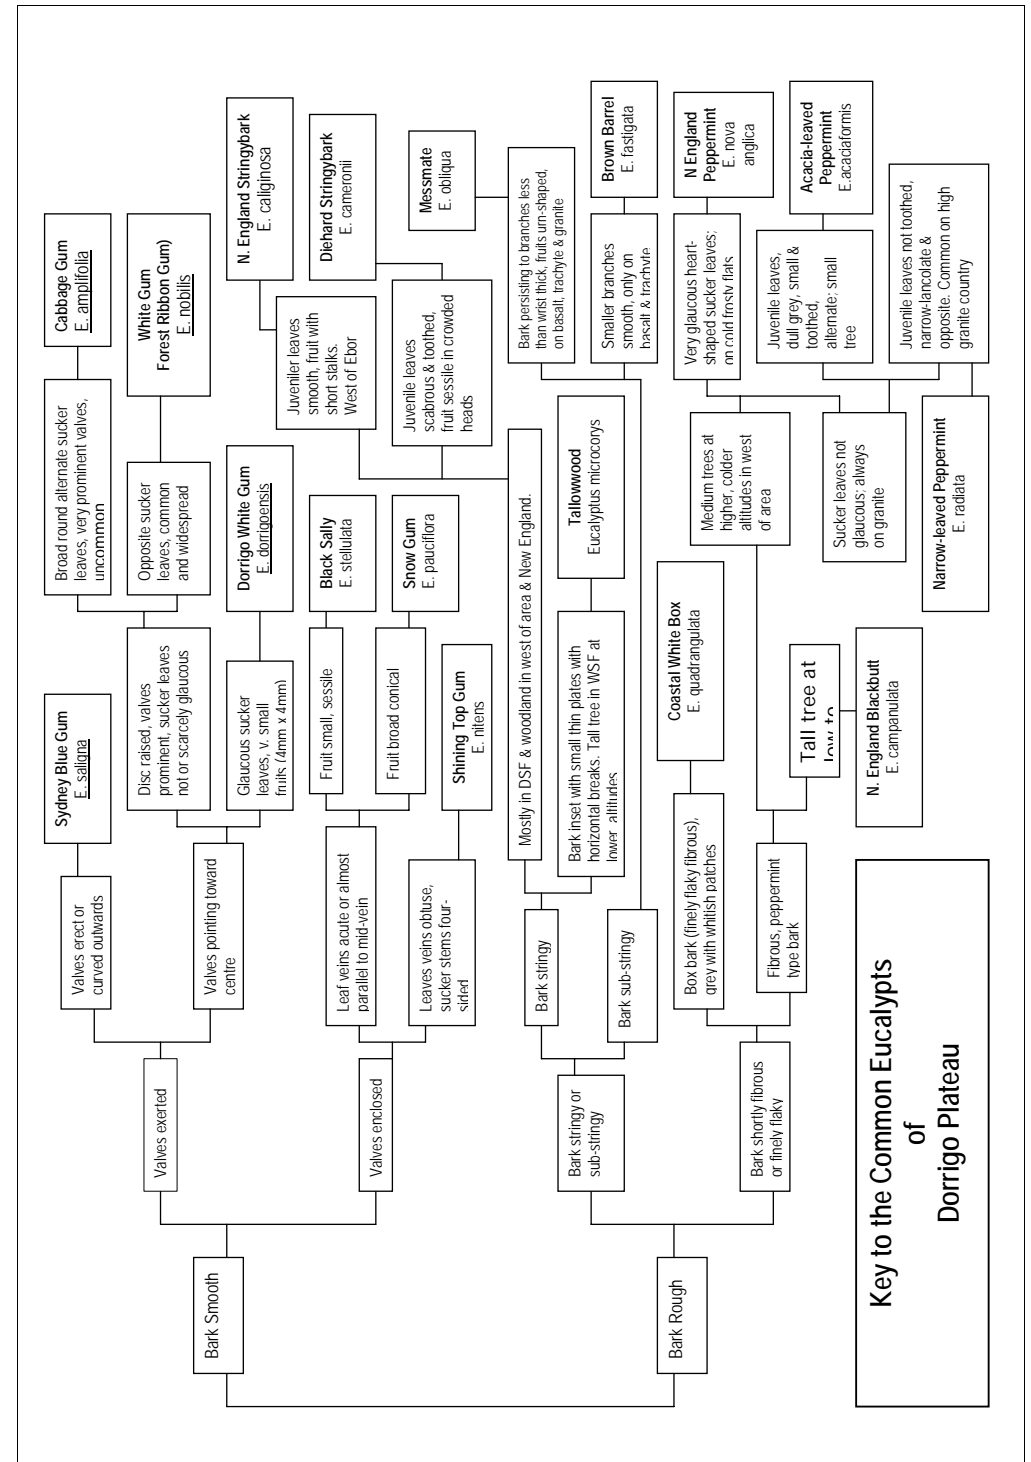 Bark Smooth
Valves exerted
Valves erect or
curved outwards
Sydney Blue Gum
E. saligna
Valves pointing toward
centre
Disc raised, valves
prominent, sucker leaves
not or scarcely glaucous
Broad round alternate sucker
leaves, very prominent valves,
uncommon
Cabbage Gum
E. amplifolia
Opposite sucker
leaves, common
and widespread
White Gum
Forest Ribbon Gum)
E. nobilis
Glaucous sucker
leaves, v. small
fruits (4mm x 4mm)
Dorrigo White Gum
E. dorrigoensis
Valves enclosed
Leaf veins acute or almost
parallel to mid-vein
Fruit small, sessile
Black Sally
E. stellulata
Fruit broad conical
Snow Gum
E. pauciflora
Leaves veins obtuse,
sucker stems four-
sided
Shining Top Gum
E. nitens
Bark Rough
Bark stringy or
sub-stringy
Bark stringy
Mostly in DSF & woodland in west of area & New England.
Juveniler leaves
smooth, fruit with
short stalks.
West of Ebor
N. England Stringybark
E. caliginosa
Juvenile leaves
scabrous & toothed,
fruit sessile in crowded
heads
Diehard Stringybark
E. cameronii
Bark inset with small thin plates with
horizontal breaks. Tall tree in WSF at
lower altitudes
Tallowwood
Eucalyptus microcorys
Bark sub-stringy
Bark persisting to branches less
than wrist thick, fruits urn-shaped,
on basalt, trachyte & granite
Messmate
E. obliqua
Smaller branches
smooth, only on
basalt & trachyte
Brown Barrel
E. fastigata
Bark shortly fibrous
or finely flaky
Box bark (finely flaky fibrous),
grey with whitish patches
Coastal White Box
E. quadrangulata
Fibrous, peppermint
type bark
Medium trees at
higher, colder
altitudes in west
of area
Very glaucous heart-
shaped sucker leaves;
on cold frosty flats
N England
Peppermint
E. nova
anglica
Sucker leaves not
glaucous; always
on granite
Juvenile leaves,
dull grey, small &
toothed,
alternate; small
tree
Acacia-leaved
Peppermint
E.acaciaformis
Juvenile leaves not toothed,
narrow-lancolate &
opposite. Common on high
granite country
Narrow-leaved Peppermint
E. radiata
Tall tree at
low to
N. England Blackbutt
E. campanulata
Key to the Common Eucalypts
of
Dorrigo Plateau